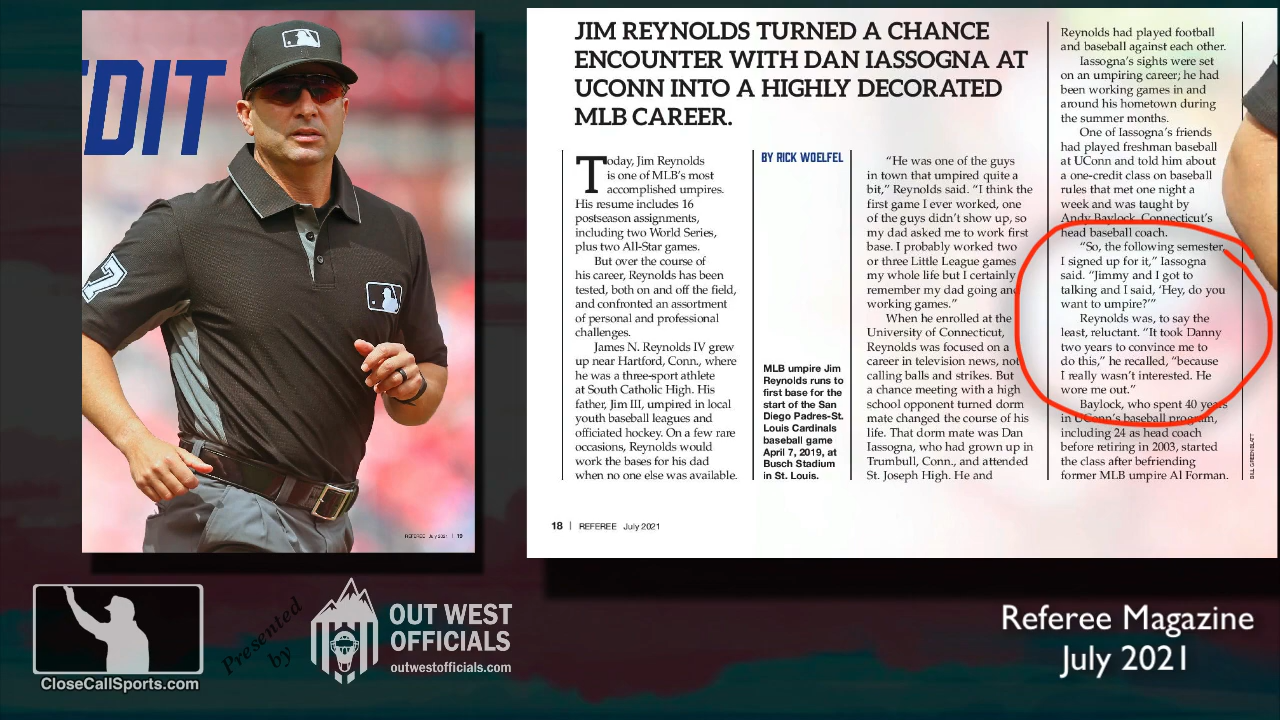 EDIT
7
REFEREE July 2021 | 19
JIM REYNOLDS TURNED A CHANCE
ENCOUNTER WITH DAN IASSOGNA AT
UCONN INTO A HIGHLY DECORATED
MLB CAREER.
Today, Jim Reynolds
is one of MLB's most
accomplished umpires.
His resume includes 16
postseason assignments,
including two World Series,
plus two All-Star games.
But over the course of
his career, Reynolds has been
tested, both on and off the field,
and confronted an assortment
of personal and professional
challenges.
James N. Reynolds IV grew
up near Hartford, Conn., where
he was a three-sport athlete
at South Catholic High. His
father, Jim III, umpired in local
youth baseball leagues and
officiated hockey. On a few rare
occasions, Reynolds would
work the bases for his dad
when no one else was available.
BY RICK WOELFEL
MLB umpire Jim
Reynolds runs to
first base for the
start of the San
Diego Padres-St.
Louis Cardinals
baseball game
April 7, 2019, at
Busch Stadium
in St. Louis.
"He was one of the guys
in town that umpired quite a
bit," Reynolds said. "I think the
first game I ever worked, one
of the guys didn't show up, so
my dad asked me to work first
base. I probably worked two
or three Little League games
my whole life but I certainly
remember my dad going and
working games."
When he enrolled at the
University of Connecticut,
Reynolds was focused on a
career in television news, not
calling balls and strikes. But
a chance meeting with a high
school opponent turned dorm
mate changed the course of his
life. That dorm mate was Dan
Iassogna, who had grown up in
Trumbull, Conn., and attended
St. Joseph High. He and
Reynolds had played football
and baseball against each other.
Iassogna's sights were set
on an umpiring career; he had
been working games in and
around his hometown during
the summer months.
One of Iassogna's friends
had played freshman baseball
at UConn and told him about
a one-credit class on baseball
rules that met one night a
week and was taught by
Andy Baylock, Connecticut's
head baseball coach.
"So, the following semester,
I signed up for it," Iassogna
said. "Jimmy and I got to
talking and I said, 'Hey, do you
want to umpire?'"
Reynolds was, to say the
least, reluctant. "It took Danny
two years to convince me to
do this," he recalled, "because
I really wasn't interested. He
wore me out."
Baylock, who spent 40 years
in UConn's baseball program,
including 24 as head coach
before retiring in 2003, started
the class after befriending
former MLB umpire Al Forman.
BILL GREENBLATT
18 | REFEREE July 2021
CloseCallSports.com
Presented
by
OUT WEST
OFFICIALS
outwestofficials.com
Referee Magazine
July 2021